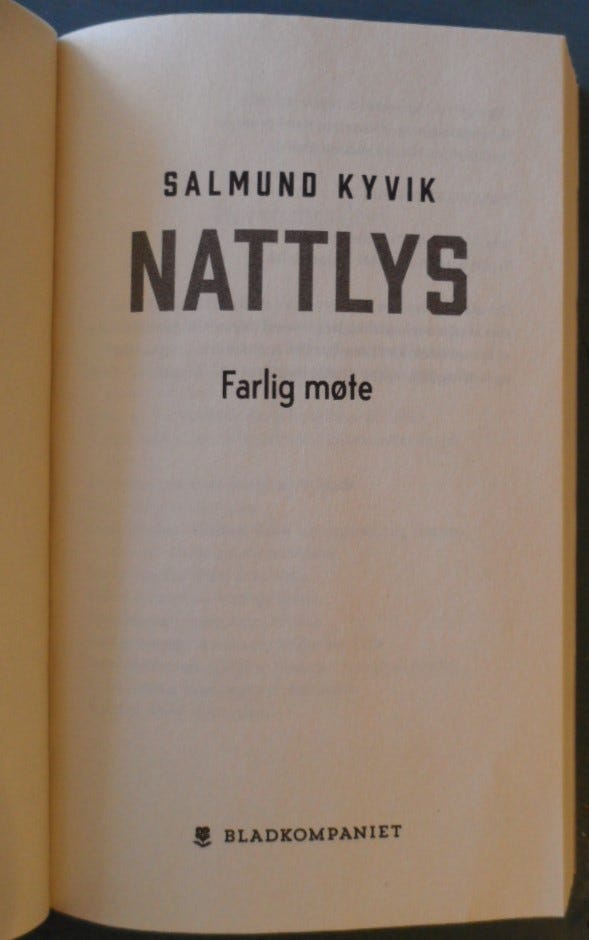 SALMUND KYVIK
NATTLYS
Farlig møte
BLADKOMPANIET